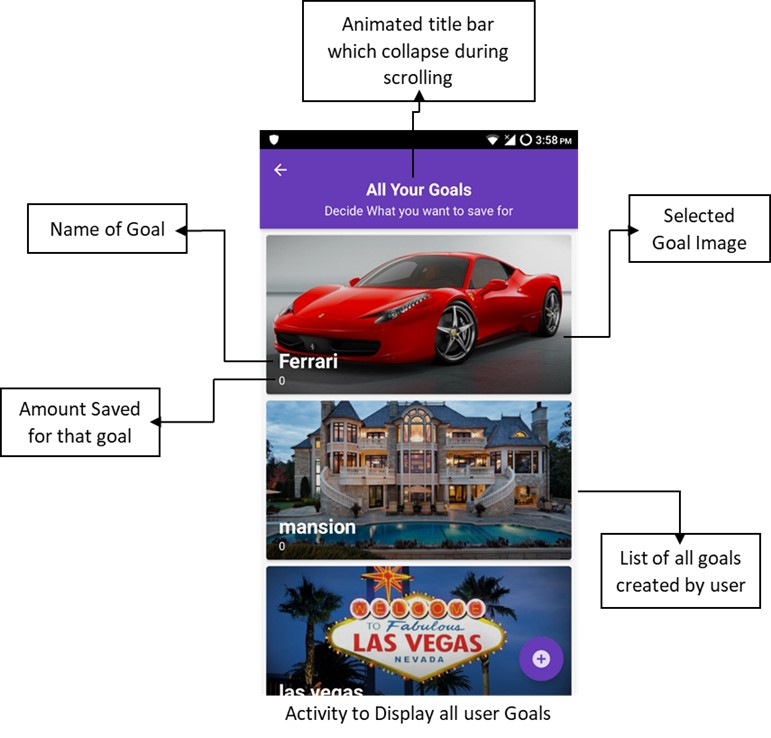 Animated title bar
which collapse during
scrolling
3:58 PM
All Your Goals
Decide What you want to save for
Name of Goal
Selected
Goal Image
Ferrari
0
Amount Saved
for that goal
mansion
0
List of all goals
created by user
WELCOME
TO Fabulous
LAS VEGAS
NEVADA
las vegas
Activity to Display all user Goals